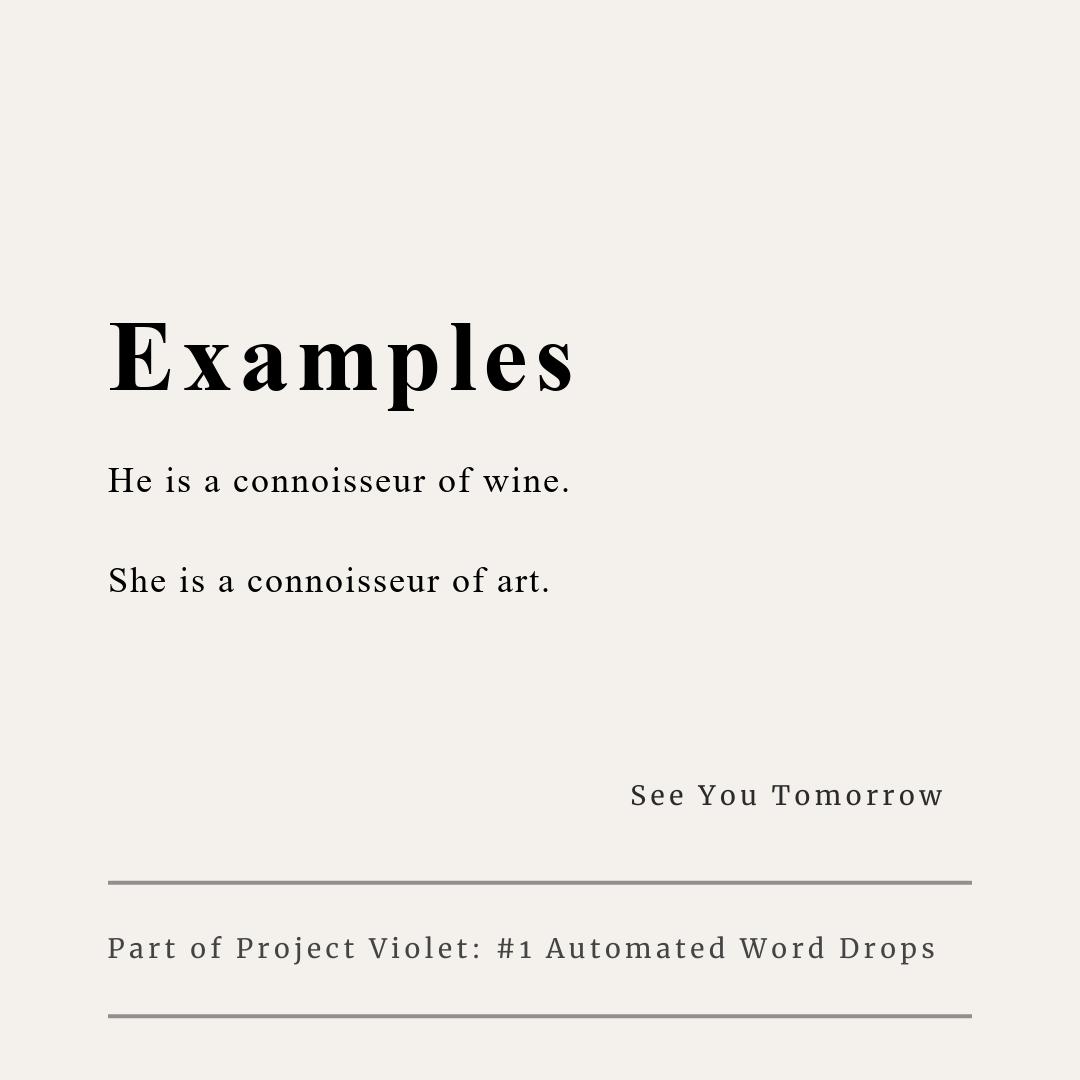 Examples
He is a connoisseur of wine.
She is a connoisseur of art.
See You Tomorrow
Part of Project Violet: #1 Automated Word Drops